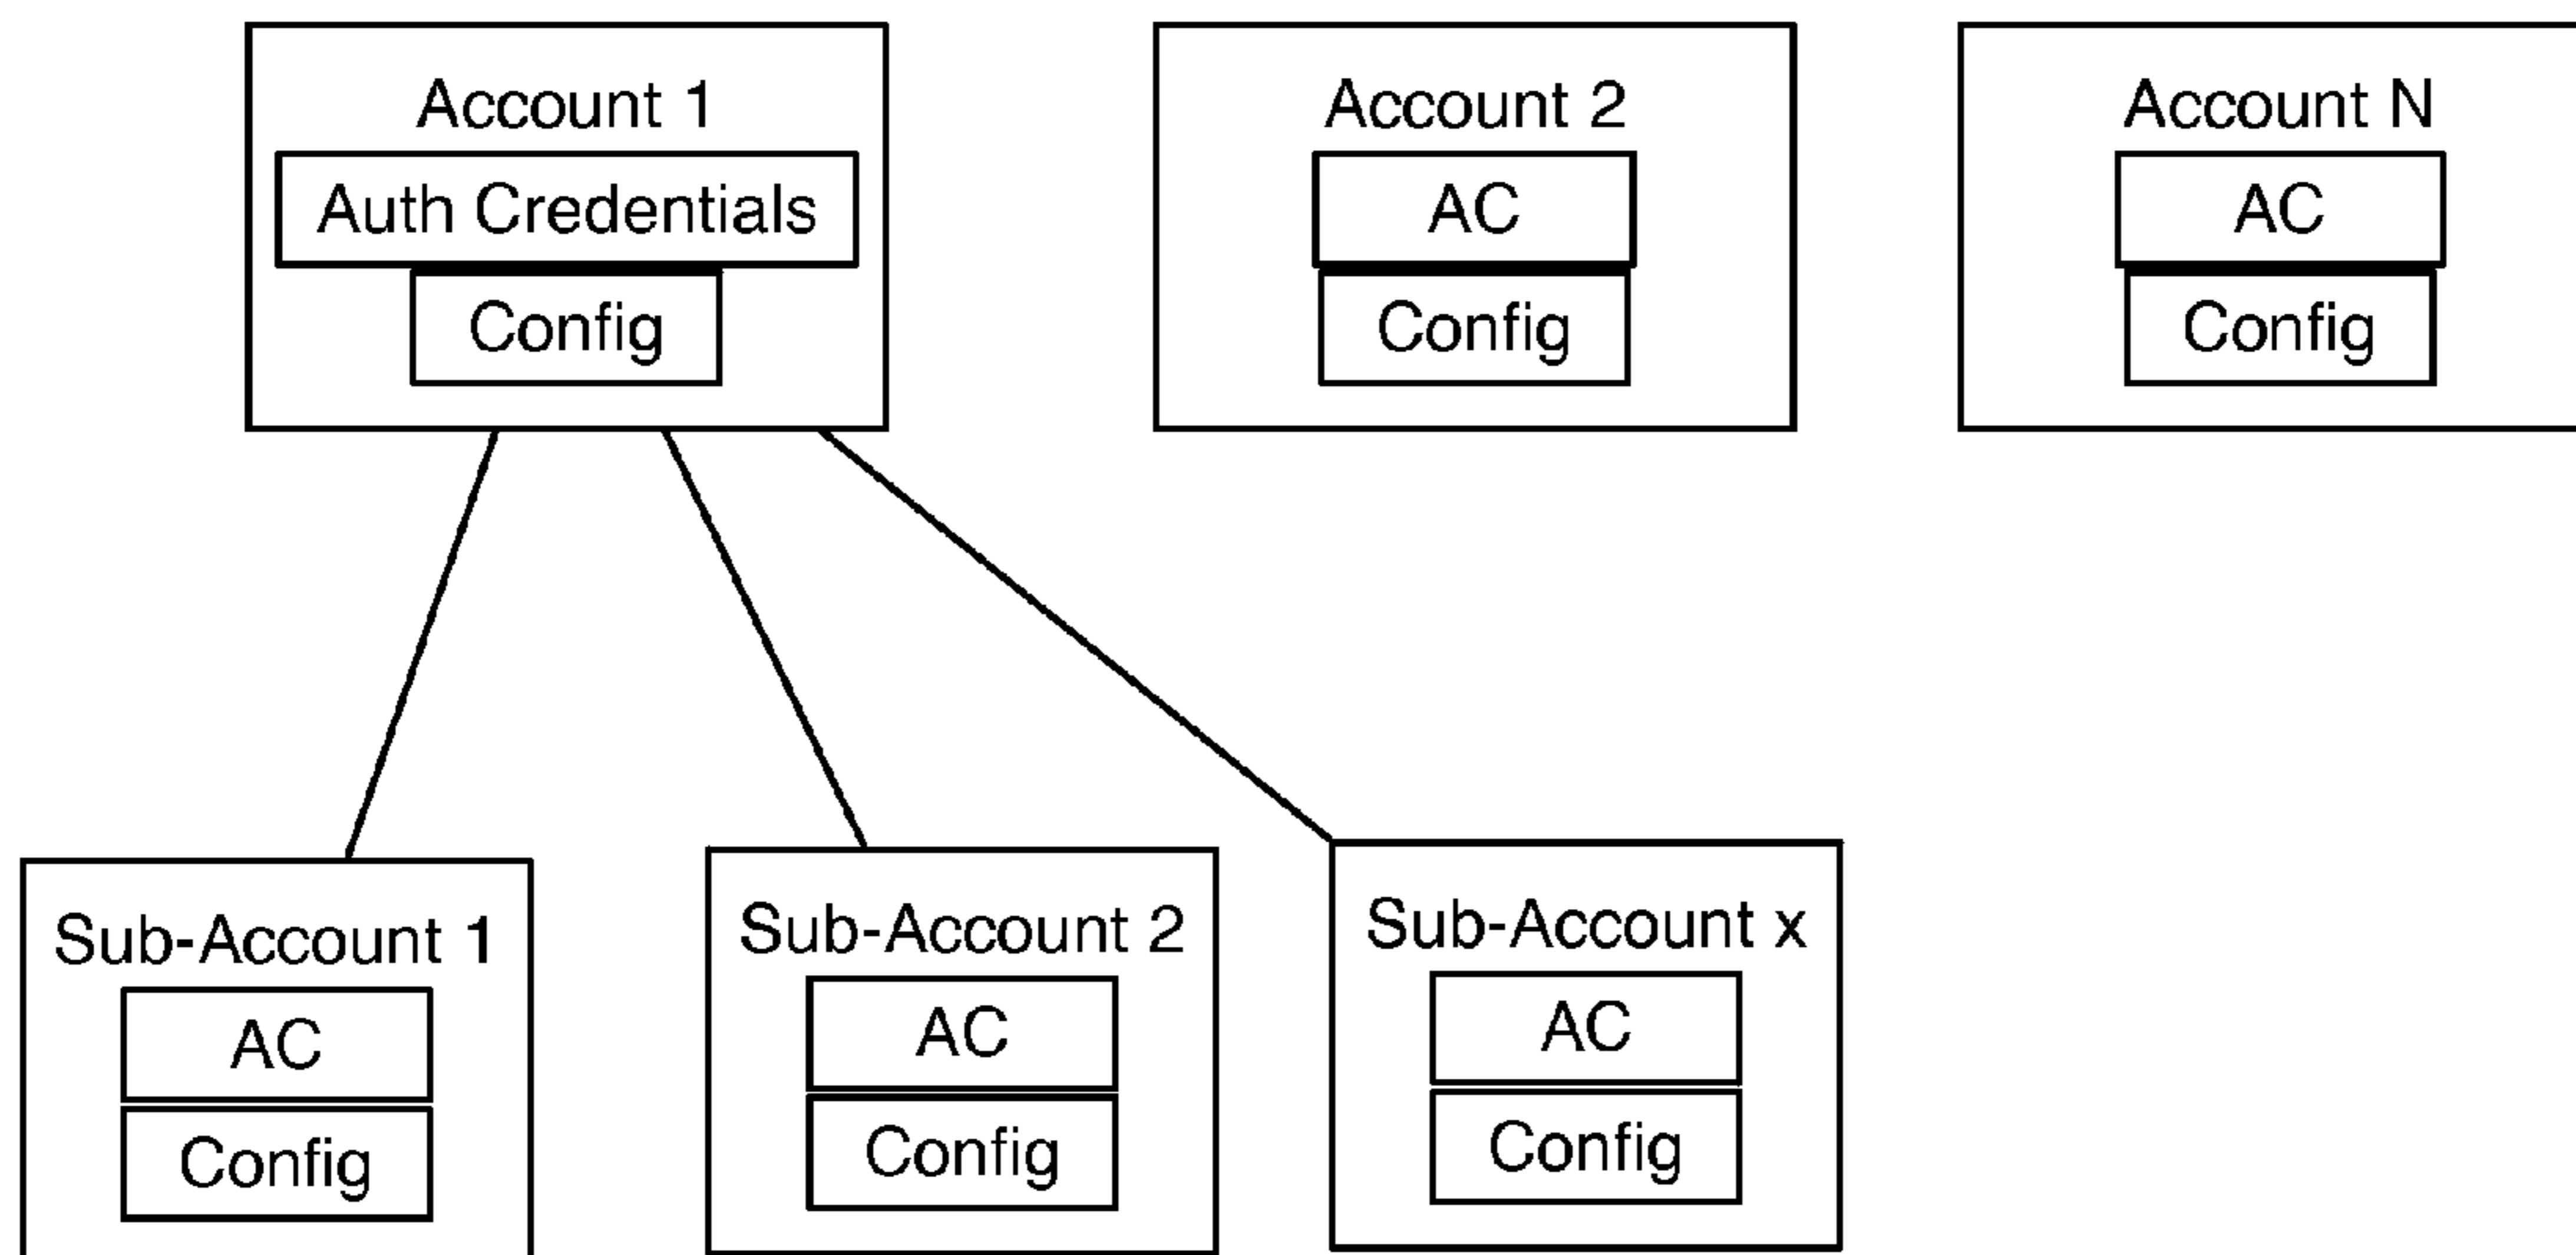 Account 1
Auth Credentials
Config
Account 2
AC
Config
Account N
AC
Config
Sub-Account 1
AC
Config
Sub-Account 2
AC
Config
Sub-Account x
AC
Config